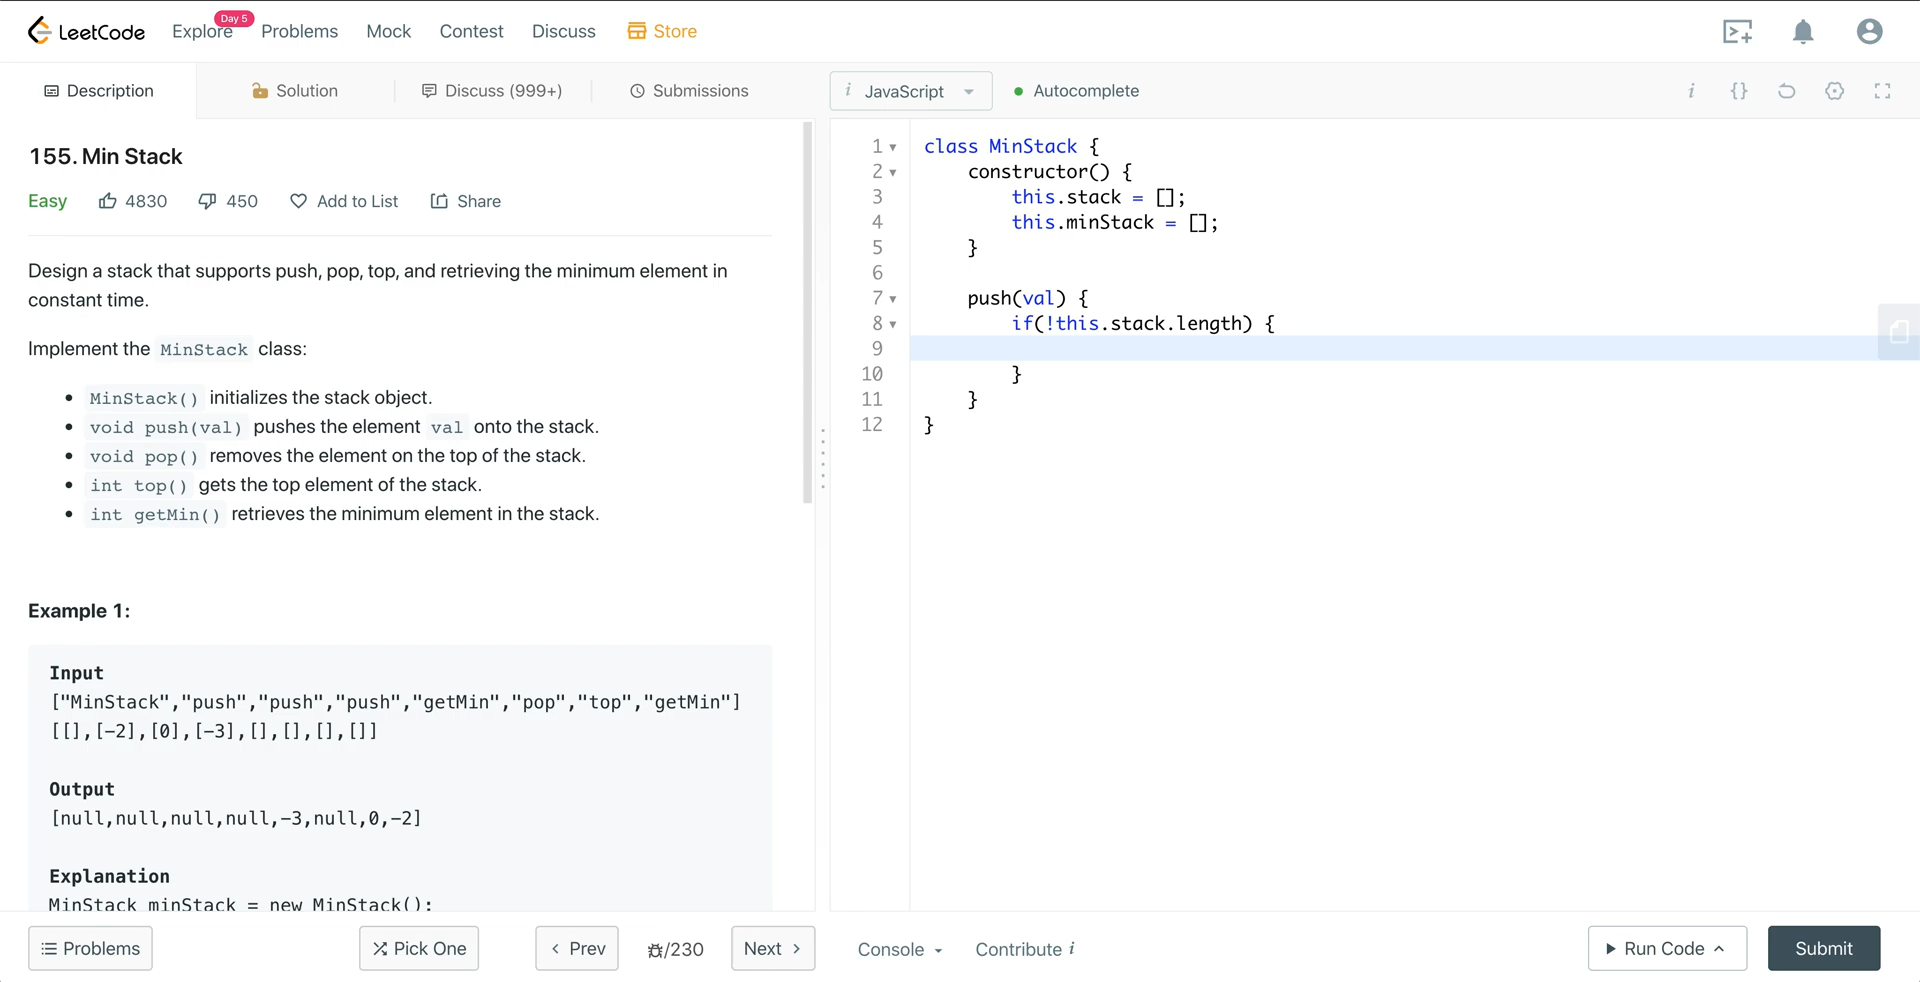 LeetCode
Explore
Day 5
Problems
Mock
Contest
Discuss
Store
Description
Solution
Discuss (999+)
Submissions
155. Min Stack
Easy
4830
450
Add to List
Share
Design a stack that supports push, pop, top, and retrieving the minimum element in
constant time.
Implement the MinStack class:
MinStack() initializes the stack object.
void push(val) pushes the element val onto the stack.
void pop() removes the element on the top of the stack.
int top() gets the top element of the stack.
int getMin() retrieves the minimum element in the stack.
Example 1:
Input
["MinStack","push","push","push","getMin","pop","top","getMin"]
[[],[-2],[0],[-3],[],[],[],[]]
Output
[null,null,null,null,-3,null,0,-2]
Explanation
MinStack minStack = new MinStack();
Problems
Pick One
Prev
/230
Next
i JavaScript
Autocomplete
i {}
1 class MinStack {
2     constructor() {
3         this.stack = [];
4         this.minStack = [];
5     }
6
7     push(val) {
8         if(!this.stack.length) {
9
10         }
11     }
12 }
Console
Contribute i
Run Code
Submit